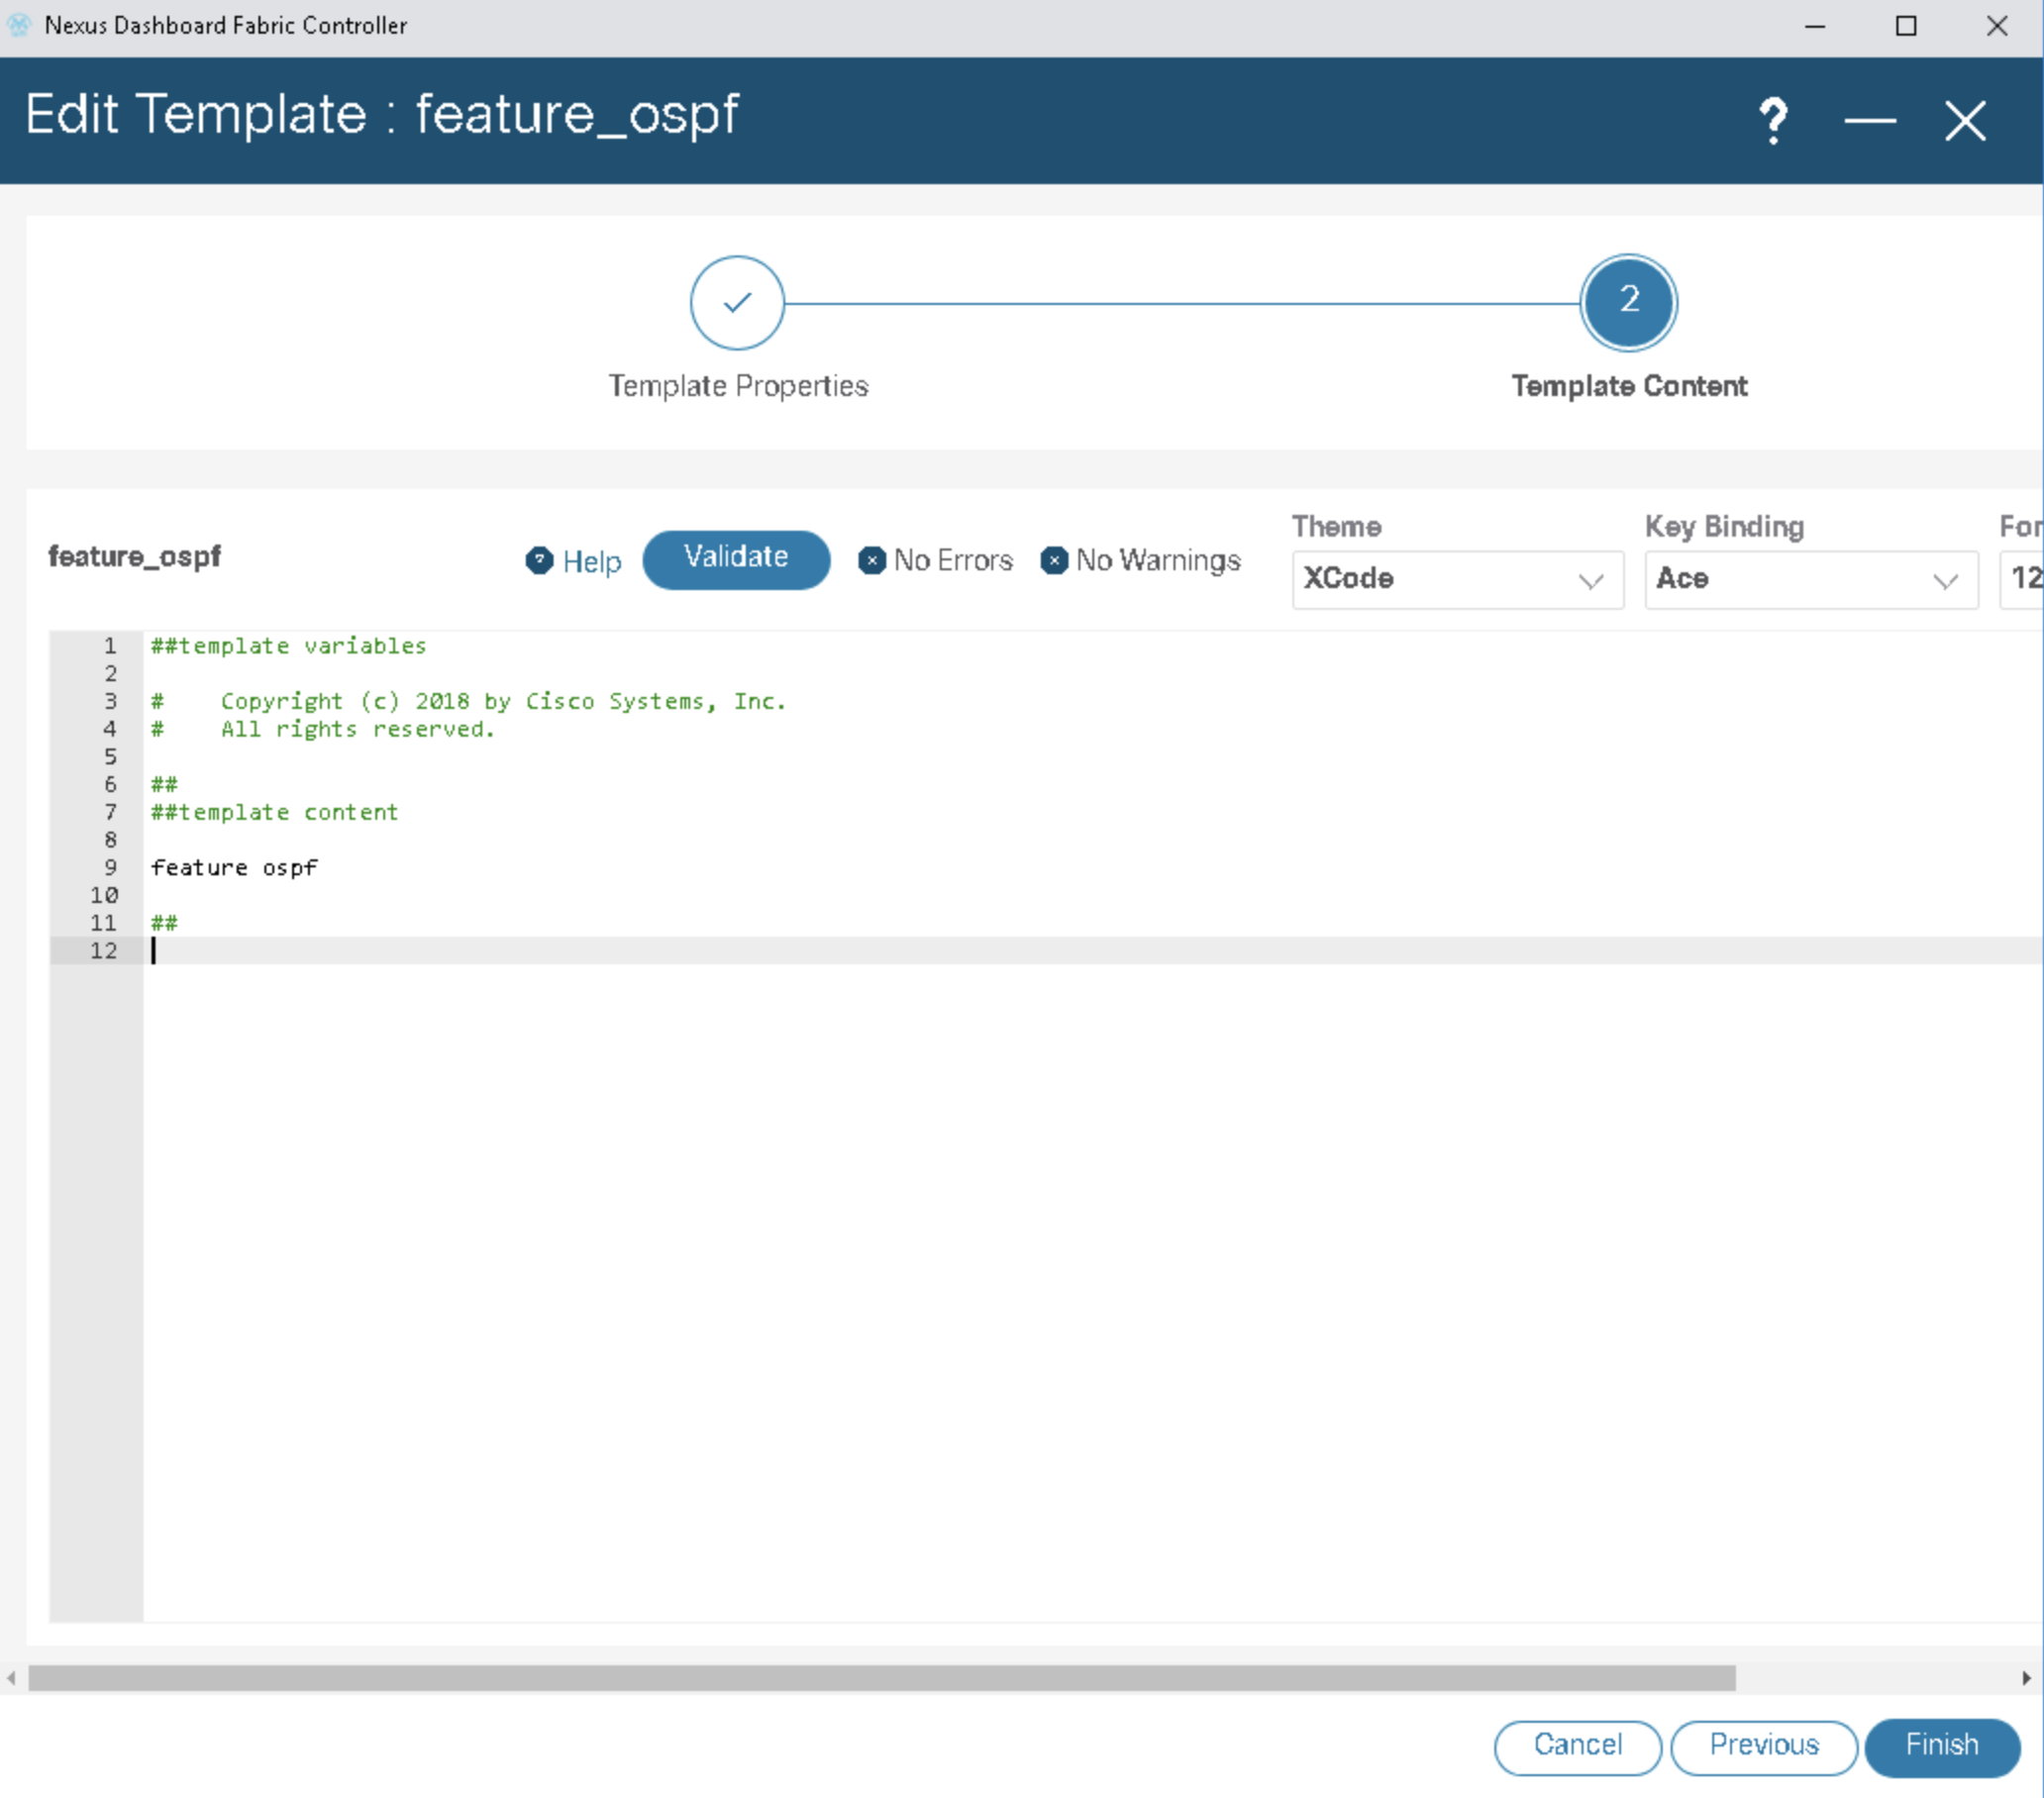 Nexus Dashboard Fabric Controller
Edit Template : feature_ospf
?
2
Template Properties
Template Content
feature_ospf
? Help
Validate
No Errors
No Warnings
Theme
XCode
Key Binding
Ace
For
12
1 ##template variables
2
3 #    Copyright (c) 2018 by Cisco Systems, Inc.
4 #    All rights reserved.
5
6 ##
7 ##template content
8
9 feature ospf
10
11 ##
12
Cancel
Previous
Finish